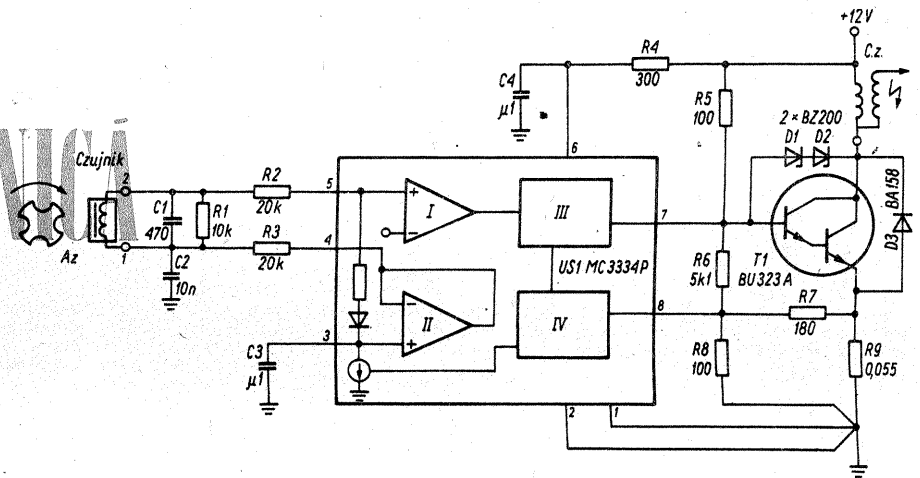 +12V
C.z.
R4
300
C4
µ1
R5
100
2 × BZ200
D1 D2
VICÁ
Czujnik
2
1
Az
C1
470
C2
10n
R1
10k
R2
20k
R3
20k
5
4
3
6
7
8
2
1
I
II
III
IV
US1 MC3334P
C3
µ1
R6
5k1
T1
BU323A
D3 BA158
R7
180
R8
100
R9
0,055